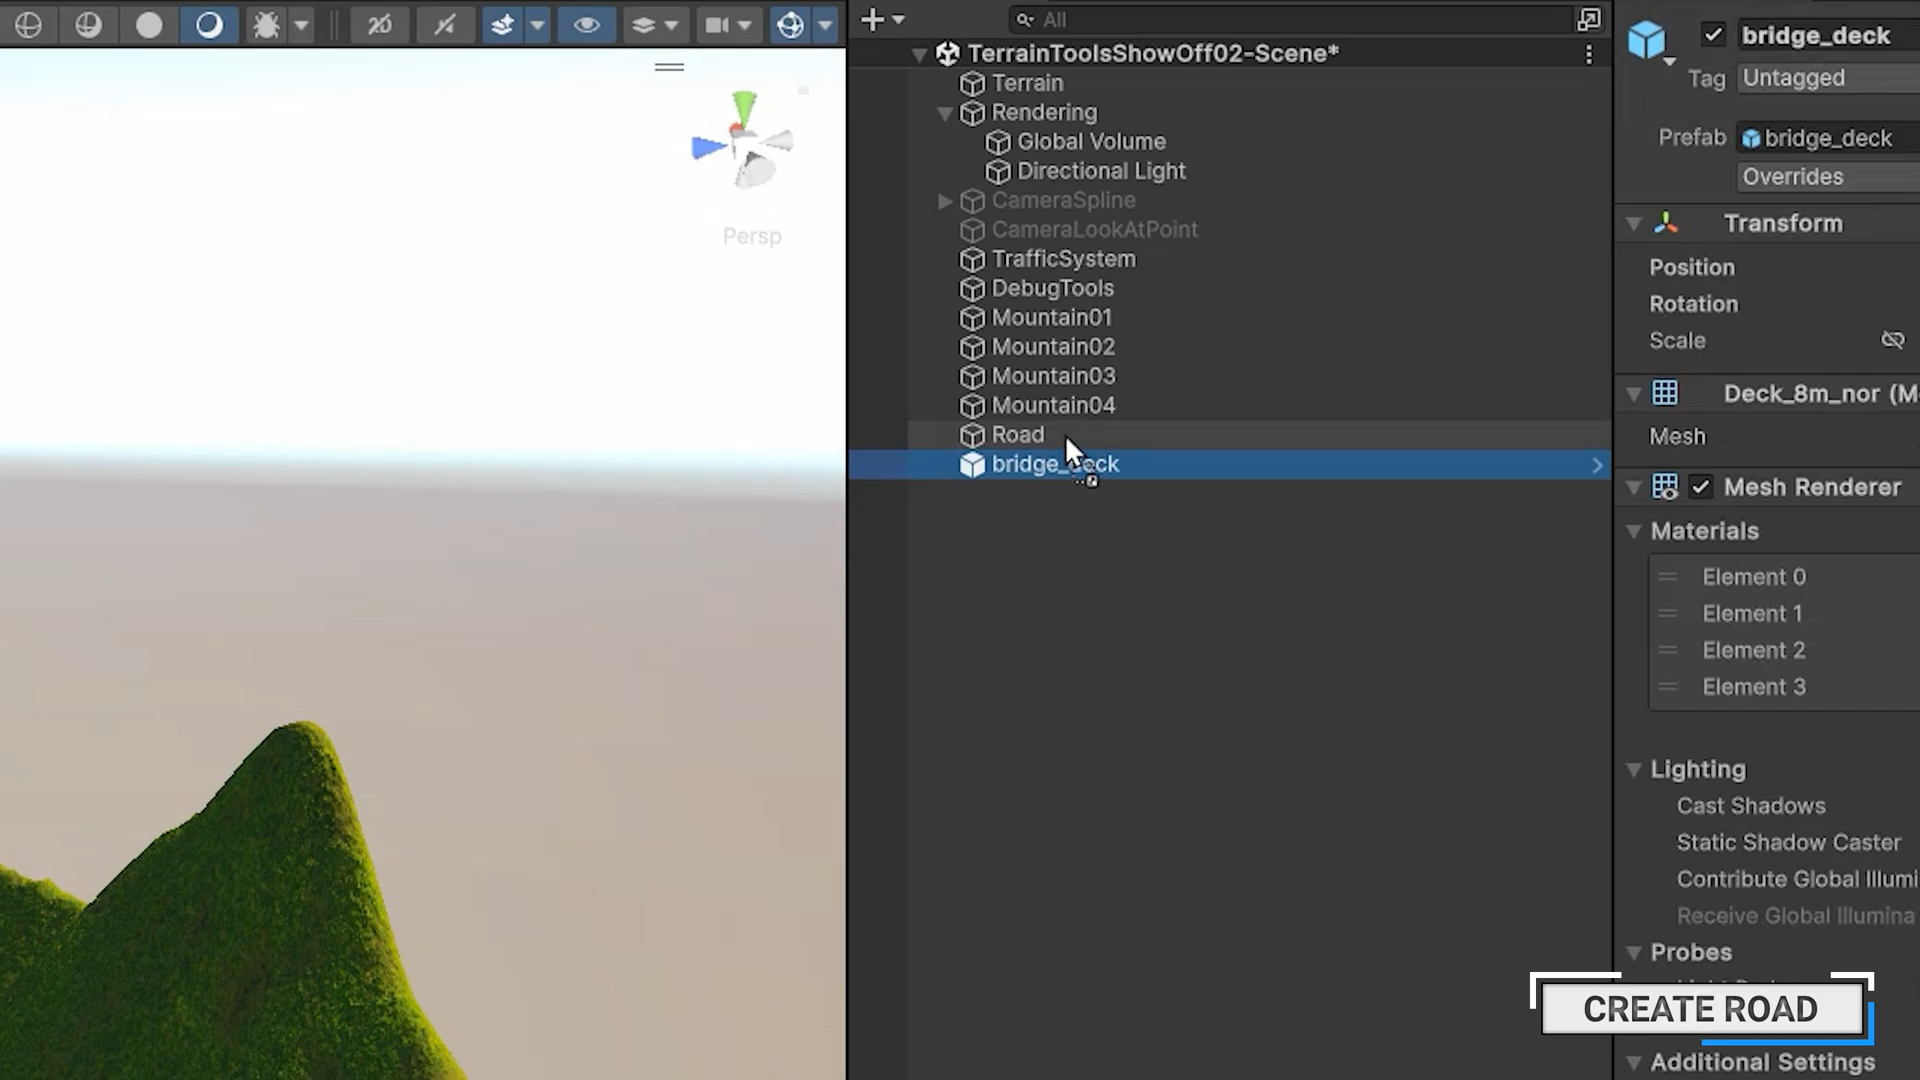 All
TerrainToolsShowOff02-Scene*
Terrain
Rendering
Global Volume
Directional Light
CameraSpline
CameraLookAtPoint
TrafficSystem
DebugTools
Mountain01
Mountain02
Mountain03
Mountain04
Road
bridge_deck
2D
Persp
bridge_deck
Tag Untagged
Prefab bridge_deck
Overrides
Transform
Position
Rotation
Scale
Deck_8m_nor (M
Mesh
Mesh Renderer
Materials
Element 0
Element 1
Element 2
Element 3
Lighting
Cast Shadows
Static Shadow Caster
Contribute Global Illumi
Receive Global Illumina
Probes
CREATE ROAD
Additional Settings